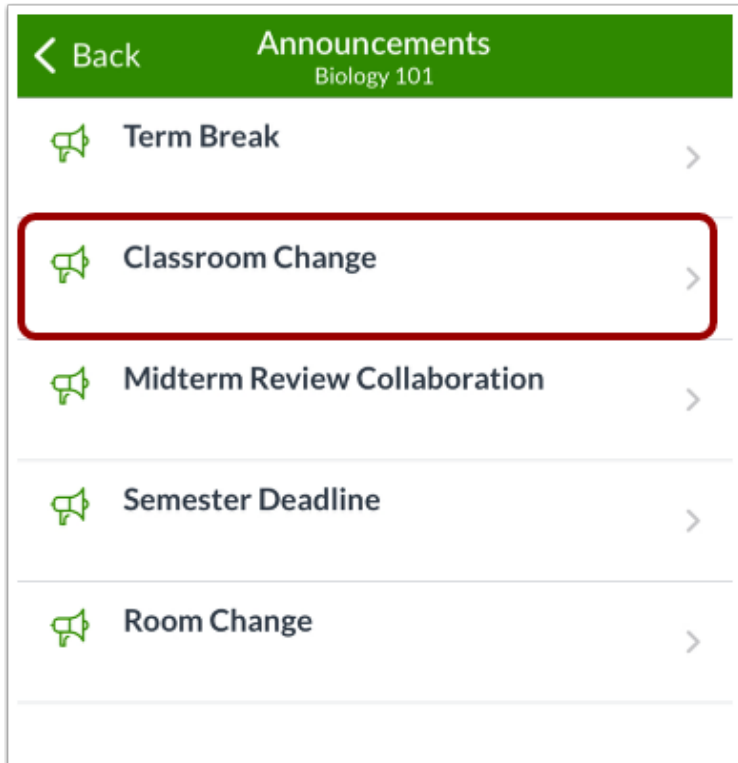 Back
Announcements
Biology 101
Term Break
Classroom Change
Midterm Review Collaboration
Semester Deadline
Room Change